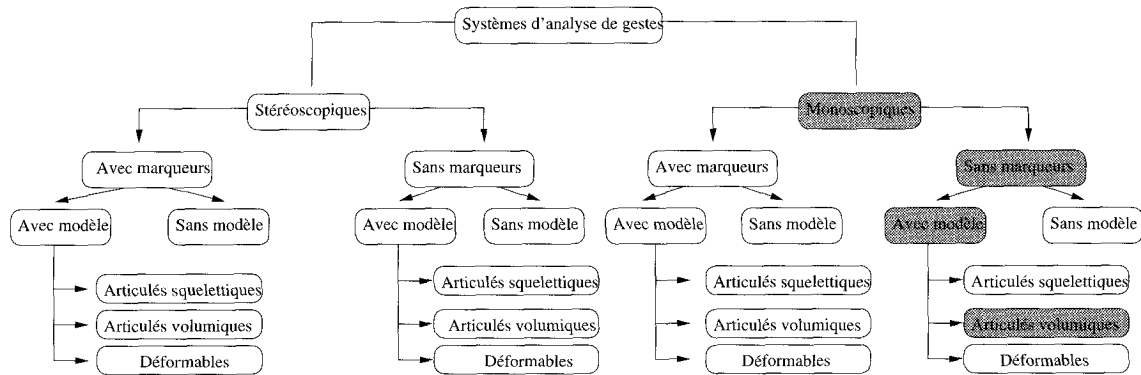 Systèmes d'analyse de gestes
Stéréoscopiques
Monoscopiques
Avec marqueurs
Sans marqueurs
Avec marqueurs
Sans marqueurs
Avec modèle
Sans modèle
Avec modèle
Sans modèle
Avec modèle
Sans modèle
Avec modèle
Sans modèle
Articulés squelettiques
Articulés squelettiques
Articulés squelettiques
Articulés squelettiques
Articulés volumiques
Articulés volumiques
Articulés volumiques
Articulés volumiques
Déformables
Déformables
Déformables
Déformables